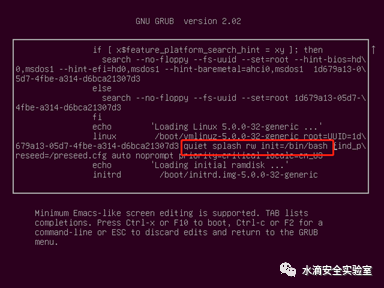 GNU GRUB  version 2.02
if [ x$feature_platform_search_hint = xy ]; then
search --no-floppy --fs-uuid --set=root --hint-bios=hd\
0,msdos1 --hint-efi=hd0,msdos1 --hint-baremetal=ahci0,msdos1  1d679a13-0\
5d7-4fbe-a314-d6bca21307d3
else
search --no-floppy --fs-uuid --set=root 1d679a13-05d7-\
4fbe-a314-d6bca21307d3
fi
echo 'Loading Linux 5.0.0-32-generic ...'
linux /boot/vmlinuz-5.0.0-32-generic root=UUID=1d\
679a13-05d7-4fbe-a314-d6bca21307d3 quiet splash rw init=/bin/bash find_p\
reseed=/preseed.cfg auto noprompt priority=critical locale=en_US
echo 'Loading initial ramdisk ...'
initrd /boot/initrd.img-5.0.0-32-generic
Minimum Emacs-like screen editing is supported. TAB lists
completions. Press Ctrl-x or F10 to boot, Ctrl-c or F2 for a
command-line or ESC to discard edits and return to the GRUB
menu.
水滴安全实验室